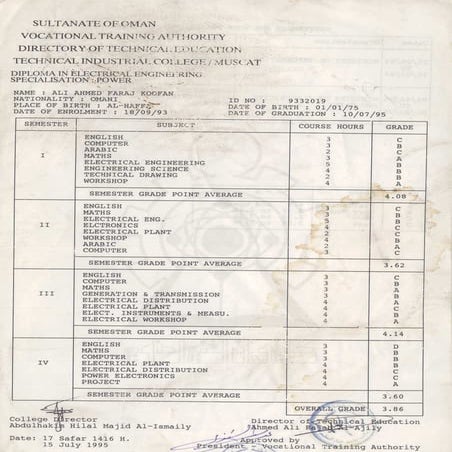 SULTANATE OF OMAN
VOCATIONAL TRAINING AUTHORITY
DIRECTORY OF TECHNICAL EDUCATION
TECHNICAL INDUSTRIAL COLLEGE / MUSCAT
DIPLOMA IN ELECTRICAL ENGINEERING
SPECIALISATION : POWER
NAME : ALI AHMED FARAJ KOOFAN
NATIONALITY : OMANI ID NO : 9332019
PLACE OF BIRTH : AL-HAFFA DATE OF BIRTH : 01/01/75
DATE OF ENROLMENT : 18/09/93 DATE OF GRADUATION : 10/07/95
SEMESTER SUBJECT COURSE HOURS GRADE
I
ENGLISH 3 C
COMPUTER 3 B
ARABIC 2 C
MATHS 3 A
ELECTRICAL ENGINEERING 5 B
ENGINEERING SCIENCE 4 B
TECHNICAL DRAWING 2 B
WORKSHOP 4 A
SEMESTER GRADE POINT AVERAGE 4.08
II
ENGLISH 3 C
MATHS 3 B
ELECTRICAL ENG. 5 B
ELCTRONICS 4 C
ELECTRICAL PLANT 2 C
WORKSHOP 4 B
ARABIC 2 A
COMPUTER 3 C
SEMESTER GRADE POINT AVERAGE 3.62
III
ENGLISH 3 C
COMPUTER 3 B
MATHS 3 A
GENERATION & TRANSMISSION 3 B
ELECTRICAL DISTRIBUTION 4 A
ELECTRICAL PLANT 4 C
ELECT. INSTRUMENTS & MEASU. 4 B
ELECTRICAL WORKSHOP 4 A
SEMESTER GRADE POINT AVERAGE 4.14
IV
ENGLISH 3 D
MATHS 3 B
COMPUTER 3 B
ELECTRICAL PLANT 4 B
ELECTRICAL DISTRIBUTION 4 C
POWER ELECTRONICS 4 C
PROJECT 4 A
SEMESTER GRADE POINT AVERAGE 3.60
OVERALL GRADE 3.86
College Director Director of Technical Education
Abdulhakim Hilal Majid Al-Ismaily Ahmed Al Al-Ajily
Date: 17 Safar 1416 H. Approved by
15 July 1995 President - Vocational Training Authority